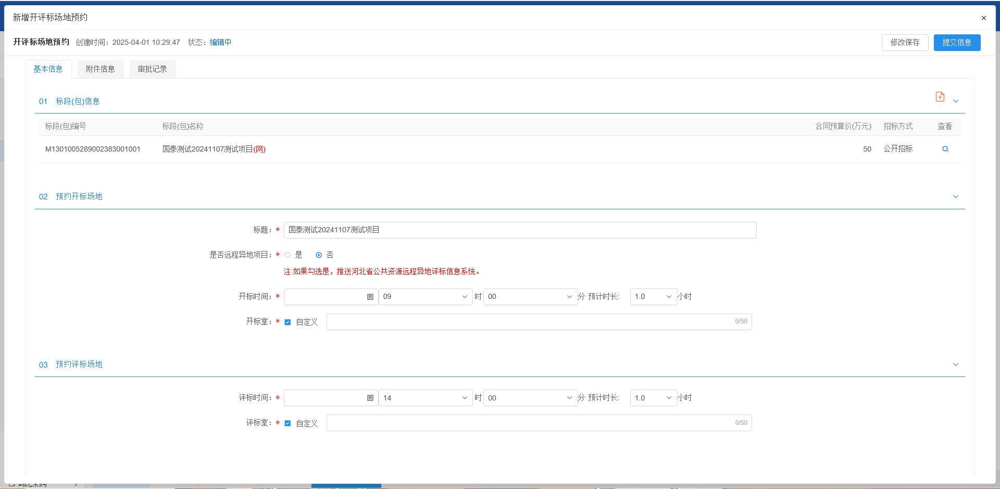 新增开评标场地预约
开评标场地预约 创建时间：2025-04-01 10:29:47 状态：编辑中 修改保存 提交信息
基本信息 附件信息 审批记录
01 标段(包)信息
标段(包)编号 标段(包)名称 合同预算价(万元) 招标方式 查看
M1301005289002383001001 国泰测试20241107测试项目(网) 50 公开招标
02 预约开标场地
标题：* 国泰测试20241107测试项目
是否远程异地项目：* 是 否
注:如果勾选是，推送河北省公共资源远程异地评标信息系统。
开标时间：* 09 时 00 分 预计时长: 1.0 小时
开标室：* 自定义 0/50
03 预约评标场地
评标时间：* 14 时 00 分 预计时长: 1.0 小时
评标室：* 自定义 0/50